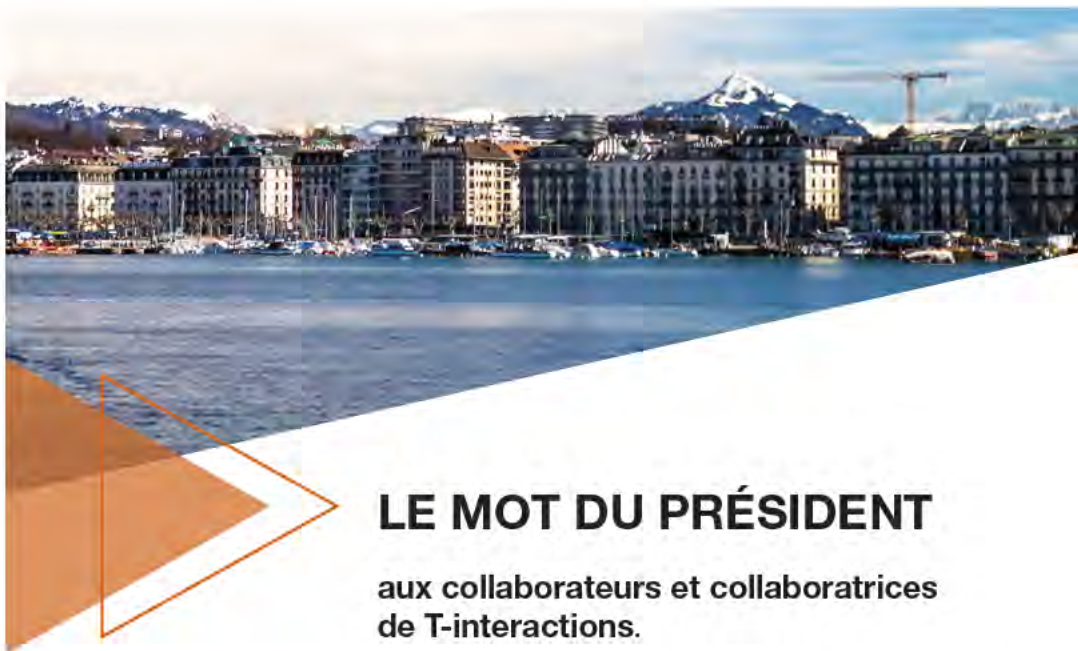 LE MOT DU PRÉSIDENT
aux collaborateurs et collaboratrices
de T-interactions.